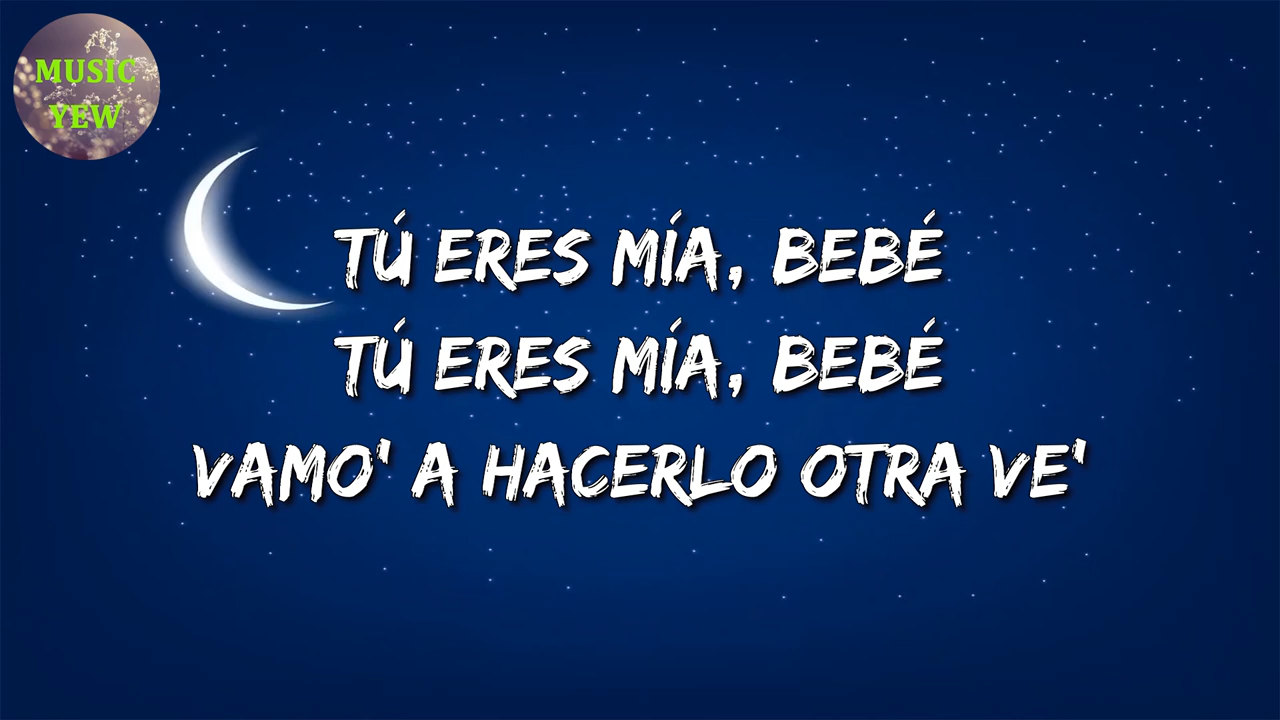 MUSIC
YEW
TÚ ERES MÍA, BEBÉ
TÚ ERES MÍA, BEBÉ
VAMO' A HACERLO OTRA VE'